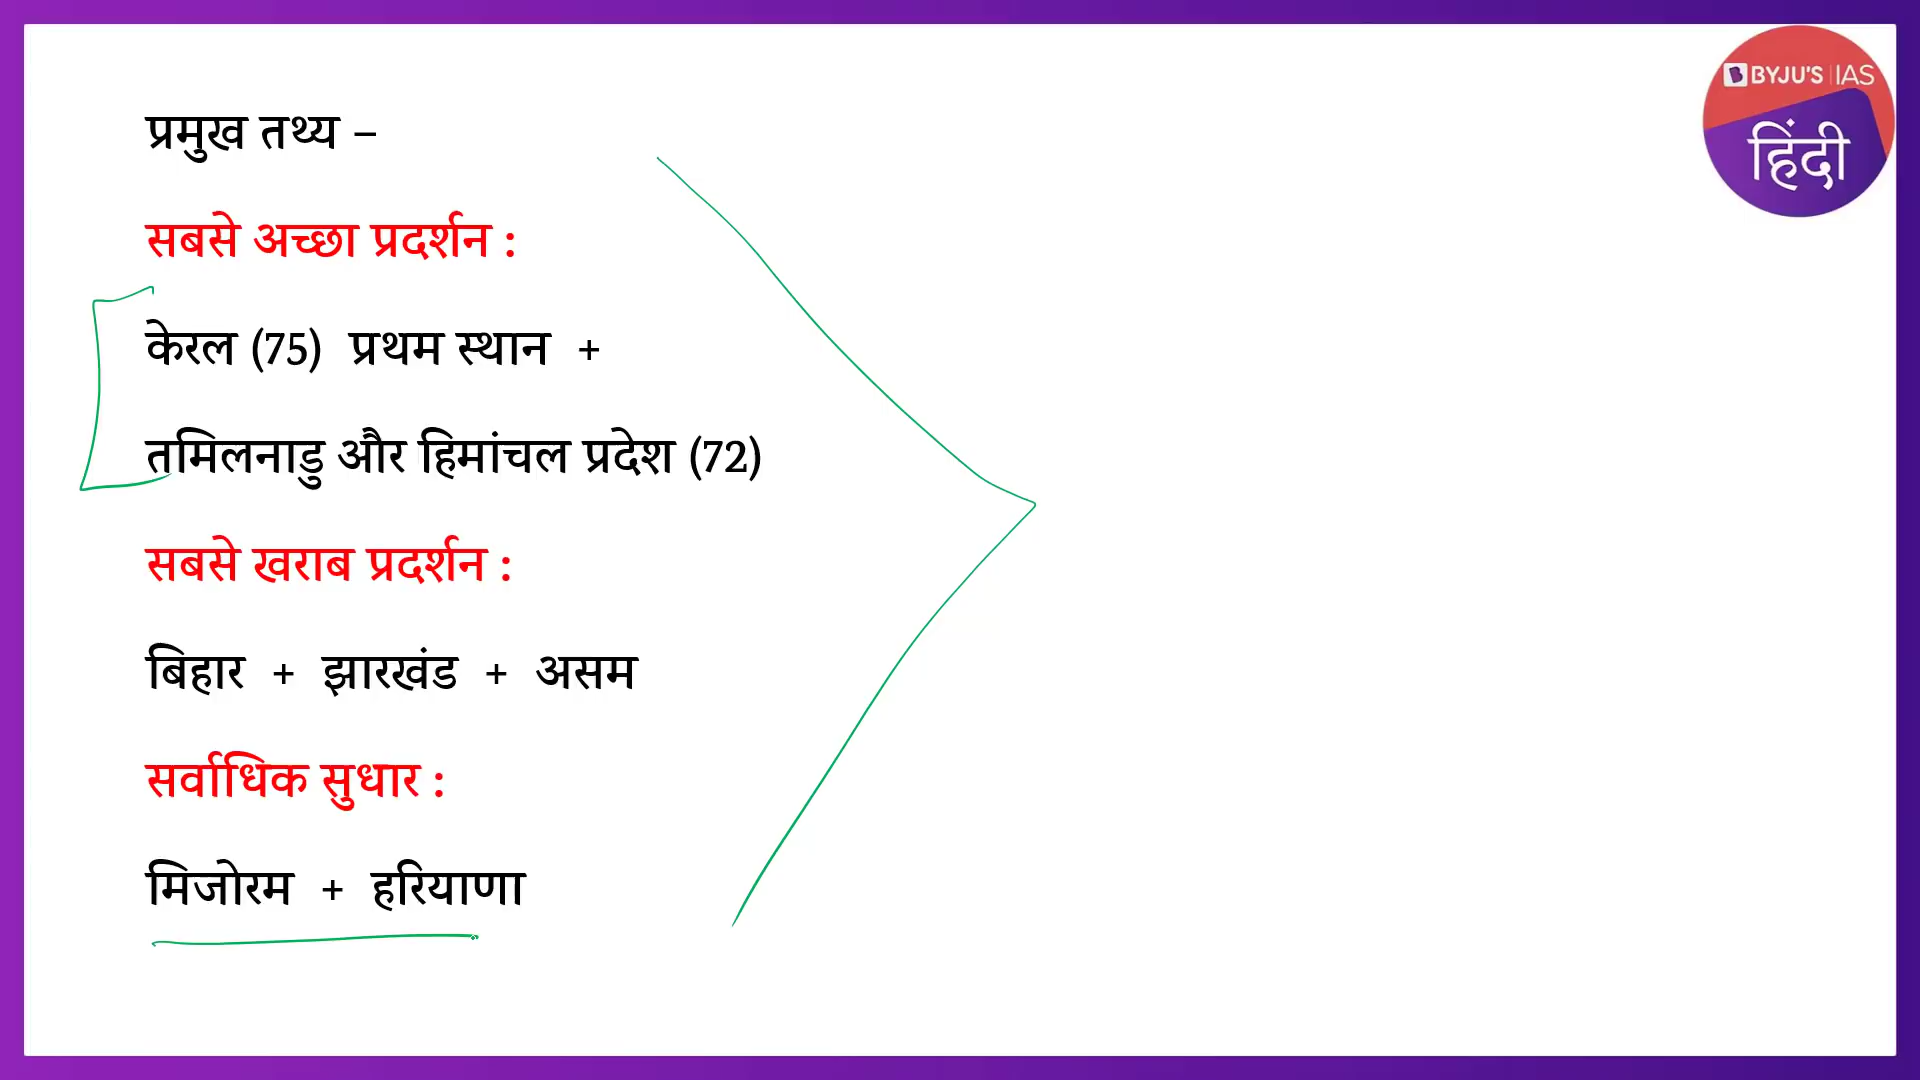 BYJU'S IAS
हिंदी
प्रमुख तथ्य –
सबसे अच्छा प्रदर्शन :
केरल (75) प्रथम स्थान +
तमिलनाडु और हिमांचल प्रदेश (72)
सबसे खराब प्रदर्शन :
बिहार + झारखंड + असम
सर्वाधिक सुधार :
मिजोरम + हरियाणा